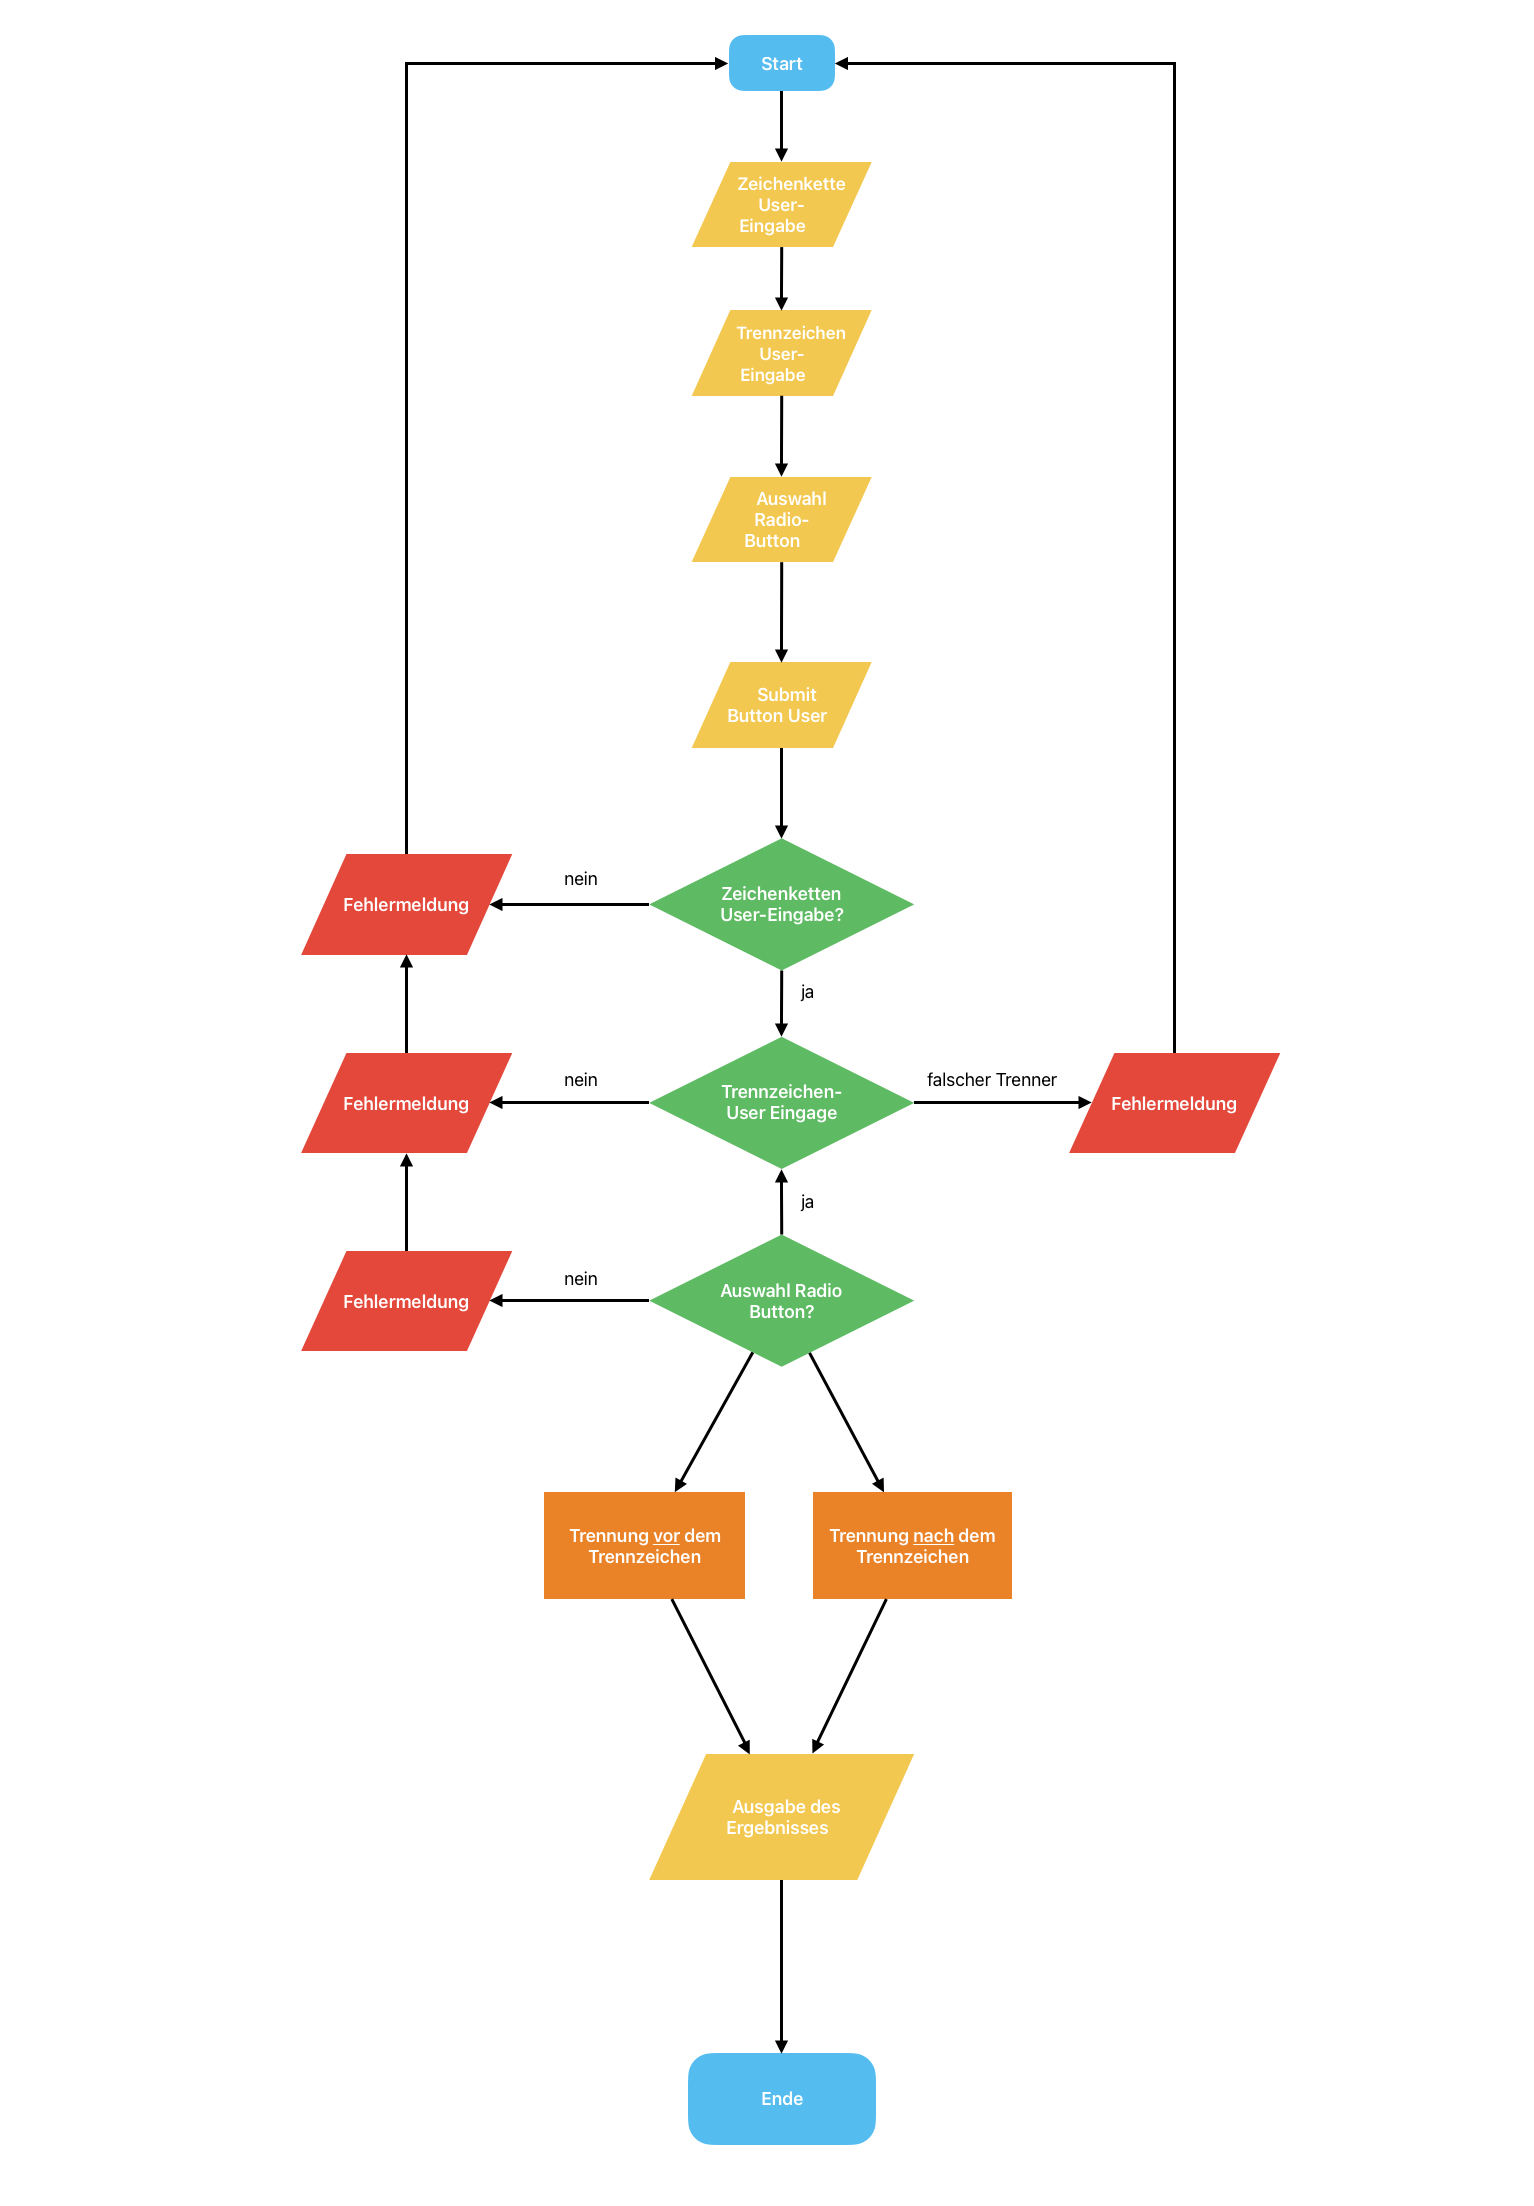 Start
Zeichenkette
User-
Eingabe
Trennzeichen
User-
Eingabe
Auswahl
Radio-
Button
Submit
Button User
Fehlermeldung
nein
Zeichenketten
User-Eingabe?
ja
Fehlermeldung
nein
Trennzeichen-
User Eingage
falscher Trenner
Fehlermeldung
ja
Fehlermeldung
nein
Auswahl Radio
Button?
Trennung vor dem
Trennzeichen
Trennung nach dem
Trennzeichen
Ausgabe des
Ergebnisses
Ende